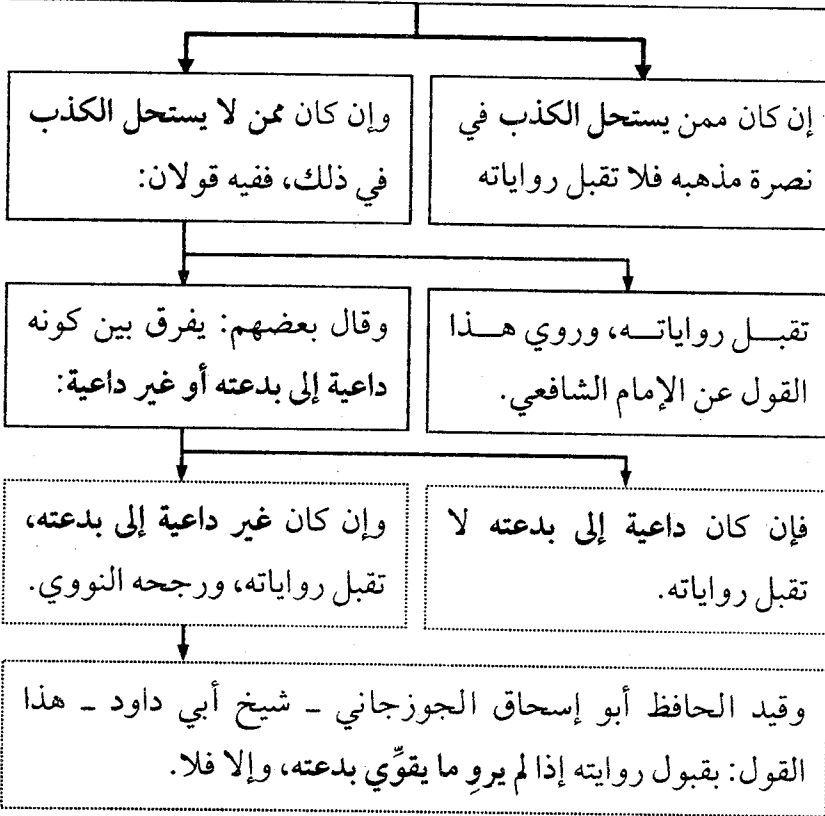 إن كان ممن يستحل الكذب في
نصرة مذهبه فلا تقبل رواياته
وإن كان ممن لا يستحل الكذب
في ذلك، ففيه قولان:
تقبـــل رواياتـــه، وروي هـــذا
القول عن الإمام الشافعي.
وقال بعضهم: يفرق بين كونه
داعية إلى بدعته أو غير داعية:
فإن كان داعية إلى بدعته لا
تقبل رواياته.
وإن كان غير داعية إلى بدعته،
تقبل رواياته، ورجحه النووي.
وقيد الحافظ أبو إسحاق الجوزجاني – شيخ أبي داود – هذا
القول: بقبول روايته إذا لم يروِ ما يقوِّي بدعته، وإلا فلا.